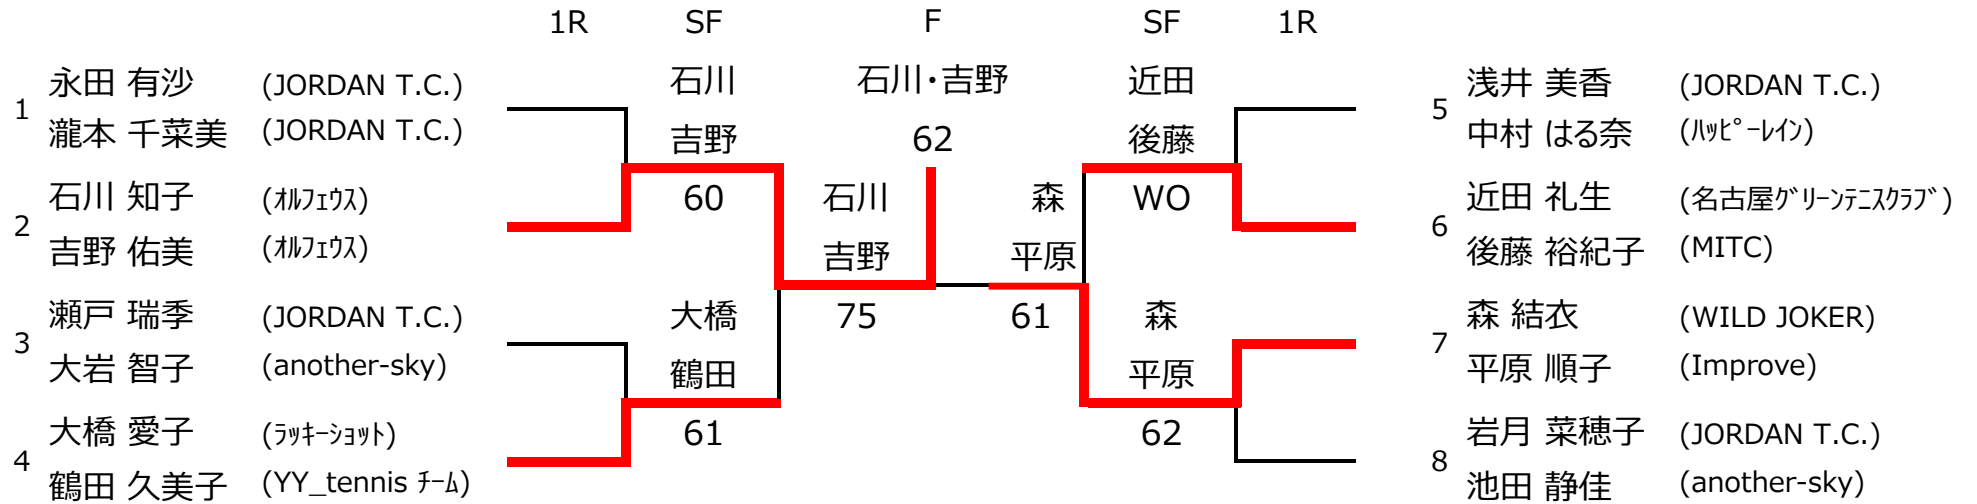 1R SF F SF 1R
石川 石川・吉野 近田
永田 有沙 (JORDAN T.C.) 浅井 美香 (JORDAN T.C.)
1 5
瀧本 千菜美 (JORDAN T.C.) 吉野 62 後藤 中村 はる奈 (ﾊｯﾋﾟｰﾚｲﾝ)
石川 知子 (ｵﾙﾌｪｳｽ) 60 石川 森 WO 近田 礼生 (名古屋ｸﾞﾘｰﾝﾃﾆｽｸﾗﾌﾞ)
2 6
吉野 佑美 (ｵﾙﾌｪｳｽ) 吉野 平原 後藤 裕紀子 (MITC)
瀬戸 瑞季 (JORDAN T.C.) 大橋 75 61 森 森 結衣 (WILD JOKER)
3 7
大岩 智子 (another-sky) 鶴田 平原 平原 順子 (Improve)
大橋 愛子 (ﾗｯｷｰｼｮｯﾄ) 61 62 岩月 菜穂子 (JORDAN T.C.)
4 8
鶴田 久美子 (YY_tennis ﾁｰﾑ) 池田 静佳 (another-sky)